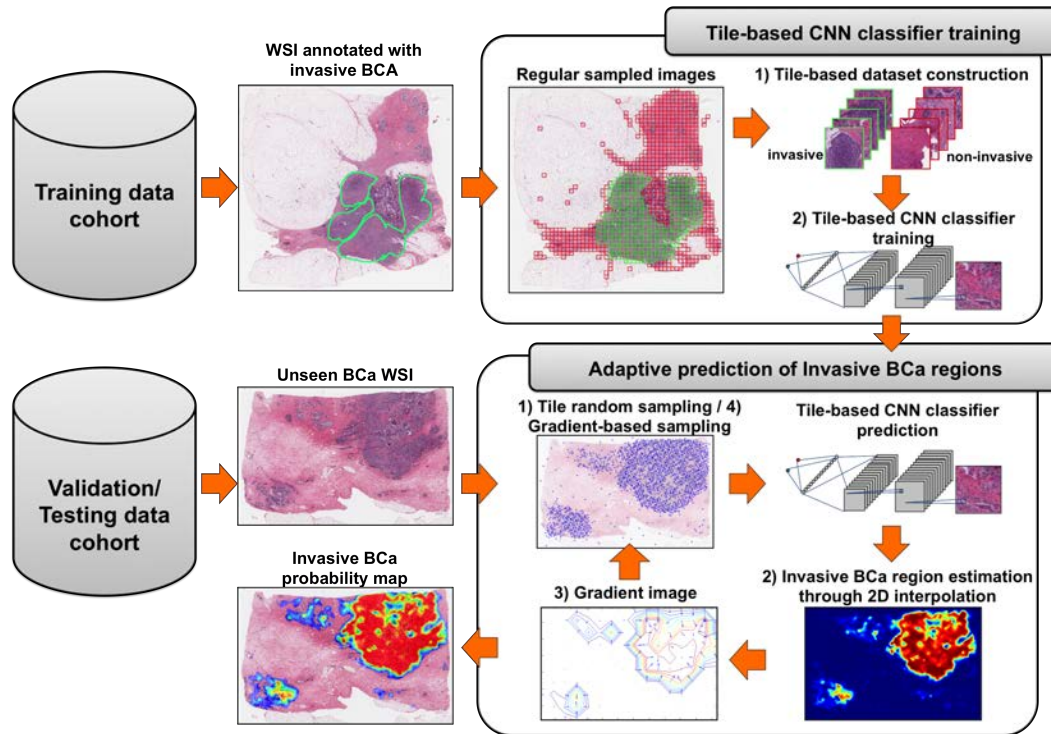 Tile-based CNN classifier training
WSI annotated with
invasive BCA
Regular sampled images
1) Tile-based dataset construction
invasive
non-invasive
Training data
cohort
2) Tile-based CNN classifier
training
Adaptive prediction of Invasive BCa regions
Unseen BCa WSI
1) Tile random sampling / 4)
Gradient-based sampling
Tile-based CNN classifier
prediction
Validation/
Testing data
cohort
Invasive BCa
probability map
3) Gradient image
2) Invasive BCa region estimation
through 2D interpolation